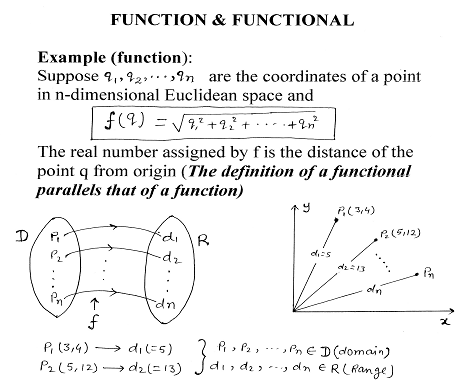 FUNCTION & FUNCTIONAL
Example (function):
Suppose q₁, q₂, ..., qn are the coordinates of a point
in n-dimensional Euclidean space and
f(q) = √(q₁² + q₂² + ..... + qn²)
The real number assigned by f is the distance of the
point q from origin (The definition of a functional
parallels that of a function)
D
P₁
P₂
Pn
f
d₁
d₂
dn
R
y
P₁(3,4)
P₂(5,12)
Pn
d₁=5
d₂=13
dn
x
P₁(3,4) → d₁(=5)
P₂(5,12) → d₂(=13)
} P₁, P₂, ..., Pn ∈ D(domain)
d₁, d₂, ..., dn ∈ R(Range)